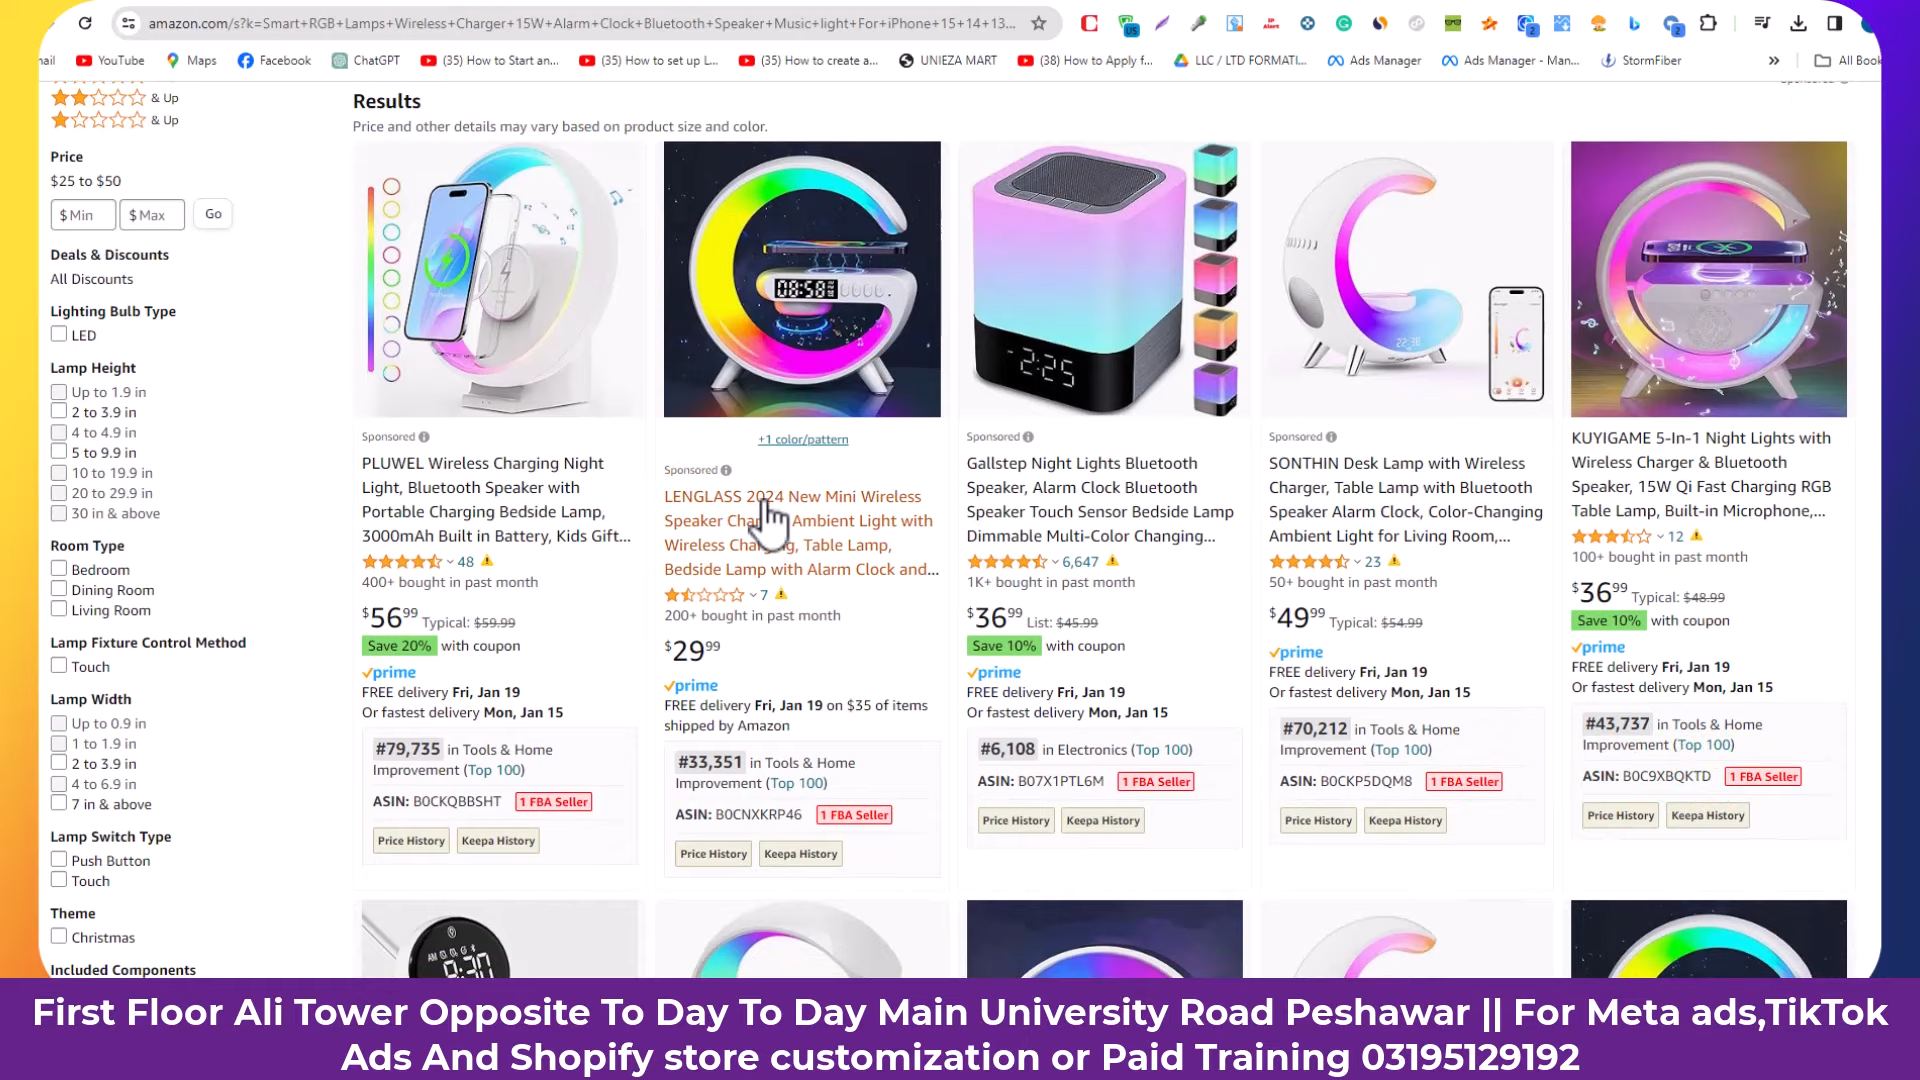 amazon.com/s?k=Smart+RGB+Lamps+Wireless+Charger+15W+Alarm+Clock+Bluetooth+Speaker+Music+light+For+iPhone+15+14+13...
YouTube
Maps
Facebook
ChatGPT
(35) How to Start an...
(35) How to set up L...
(35) How to create a...
UNIEZA MART
(38) How to Apply f...
LLC / LTD FORMATI...
Ads Manager
Ads Manager - Man...
StormFiber
»
All Book
& Up
& Up
Price
$25 to $50
$ Min
$ Max
Go
Deals & Discounts
All Discounts
Lighting Bulb Type
LED
Lamp Height
Up to 1.9 in
2 to 3.9 in
4 to 4.9 in
5 to 9.9 in
10 to 19.9 in
20 to 29.9 in
30 in & above
Room Type
Bedroom
Dining Room
Living Room
Lamp Fixture Control Method
Touch
Lamp Width
Up to 0.9 in
1 to 1.9 in
2 to 3.9 in
4 to 6.9 in
7 in & above
Lamp Switch Type
Push Button
Touch
Theme
Christmas
Included Components
Results
Price and other details may vary based on product size and color.
Sponsored
PLUWEL Wireless Charging Night
Light, Bluetooth Speaker with
Portable Charging Bedside Lamp,
3000mAh Built in Battery, Kids Gift...
48
400+ bought in past month
$56 99 Typical: $59.99
Save 20% with coupon
prime
FREE delivery Fri, Jan 19
Or fastest delivery Mon, Jan 15
#79,735 in Tools & Home
Improvement (Top 100)
ASIN: B0CKQBBSHT 1 FBA Seller
Price History Keepa History
08:58
+1 color/pattern
Sponsored
LENGLASS 2024 New Mini Wireless
Speaker Ambient Light with
Wireless Table Lamp,
Bedside Lamp with Alarm Clock and...
7
200+ bought in past month
$29 99
prime
FREE delivery Fri, Jan 19 on $35 of items
shipped by Amazon
#33,351 in Tools & Home
Improvement (Top 100)
ASIN: B0CNXKRP46 1 FBA Seller
Price History Keepa History
2:25
Sponsored
Gallstep Night Lights Bluetooth
Speaker, Alarm Clock Bluetooth
Speaker Touch Sensor Bedside Lamp
Dimmable Multi-Color Changing...
6,647
1K+ bought in past month
$36 99 List: $45.99
Save 10% with coupon
prime
FREE delivery Fri, Jan 19
Or fastest delivery Mon, Jan 15
#6,108 in Electronics (Top 100)
ASIN: B07X1PTL6M 1 FBA Seller
Price History Keepa History
Sponsored
SONTHIN Desk Lamp with Wireless
Charger, Table Lamp with Bluetooth
Speaker Alarm Clock, Color-Changing
Ambient Light for Living Room,...
23
50+ bought in past month
$49 99 Typical: $54.99
prime
FREE delivery Fri, Jan 19
Or fastest delivery Mon, Jan 15
#70,212 in Tools & Home
Improvement (Top 100)
ASIN: B0CKP5DQM8 1 FBA Seller
Price History Keepa History
KUYIGAME 5-In-1 Night Lights with
Wireless Charger & Bluetooth
Speaker, 15W Qi Fast Charging RGB
Table Lamp, Built-in Microphone,...
12
100+ bought in past month
$36 99 Typical: $48.99
Save 10% with coupon
prime
FREE delivery Fri, Jan 19
Or fastest delivery Mon, Jan 15
#43,737 in Tools & Home
Improvement (Top 100)
ASIN: B0C9XBQKTD 1 FBA Seller
Price History Keepa History
First Floor Ali Tower Opposite To Day To Day Main University Road Peshawar || For Meta ads,TikTok
Ads And Shopify store customization or Paid Training 03195129192